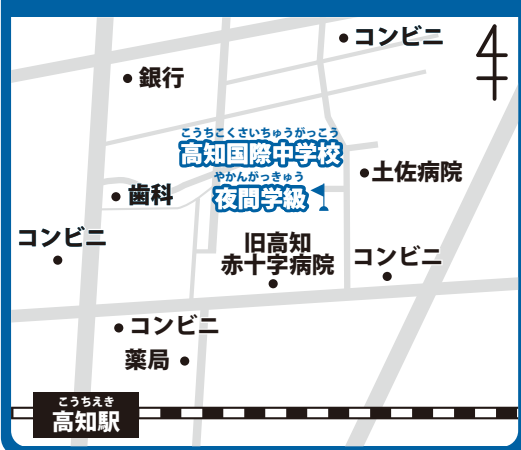 コンビニ
銀行
こうちこくさいちゅうがっこう
高知国際中学校
やかんがっきゅう
夜間学級
土佐病院
歯科
コンビニ
旧高知
赤十字病院
コンビニ
コンビニ
薬局
こうちえき
高知駅